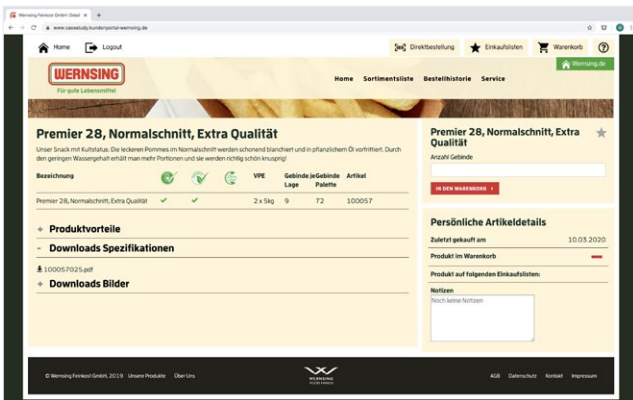 Wernsing Feinkost GmbH: Detail
www.casestudy.kundenportal-wernsing.de
Home
Logout
Direktbestellung
Einkaufslisten
Warenkorb
Wernsing.de
WERNSING
Für gute Lebensmittel
Home Sortimentsliste Bestellhistorie Service
Premier 28, Normalschnitt, Extra Qualität
Unser Snack mit Kultstatus. Die leckeren Pommes im Normalschnitt werden schonend blanchiert und in pflanzlichem Öl vorfrittiert. Durch
den geringen Wassergehalt erhält man mehr Portionen und sie werden richtig schön knusprig!
Bezeichnung VPE Gebinde je Lage Gebinde Palette Artikel
Premier 28, Normalschnitt, Extra Qualität 2 x 5kg 9 72 100057
+ Produktvorteile
- Downloads Spezifikationen
100057025.pdf
+ Downloads Bilder
Premier 28, Normalschnitt, Extra
Qualität
Anzahl Gebinde
IN DEN WARENKORB
Persönliche Artikeldetails
Zuletzt gekauft am 10.03.2020
Produkt im Warenkorb
Produkt auf folgenden Einkaufslisten:
Notizen
Noch keine Notizen
© Wernsing Feinkost GmbH, 2019 Unsere Produkte Über Uns
WERNSING
AGB Datenschutz Kontakt Impressum